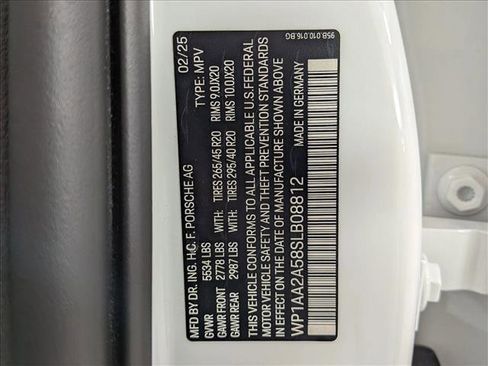 95B.010.016.BG
MFD BY DR. ING. H.C. F. PORSCHE AG 02/25
GVWR 5534 LBS TYPE: MPV
GAWR FRONT 2778 LBS WITH: TIRES 265/45 R20 RIMS 9.0JX20
GAWR REAR 2987 LBS WITH: TIRES 295/40 R20 RIMS 10.0JX20
THIS VEHICLE CONFORMS TO ALL APPLICABLE U.S. FEDERAL
MOTOR VEHICLE SAFETY AND THEFT PREVENTION STANDARDS
IN EFFECT ON THE DATE OF MANUFACTURE SHOWN ABOVE
WP1AA2A58SLB08812 MADE IN GERMANY